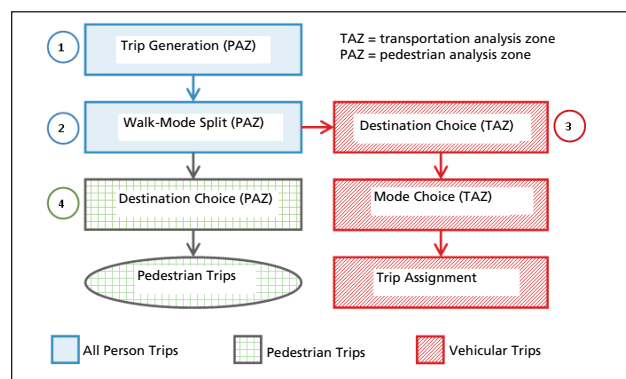 1
Trip Generation (PAZ)
TAZ = transportation analysis zone
PAZ = pedestrian analysis zone
2
Walk-Mode Split (PAZ)
Destination Choice (TAZ)
3
4
Destination Choice (PAZ)
Mode Choice (TAZ)
Pedestrian Trips
Trip Assignment
All Person Trips
Pedestrian Trips
Vehicular Trips